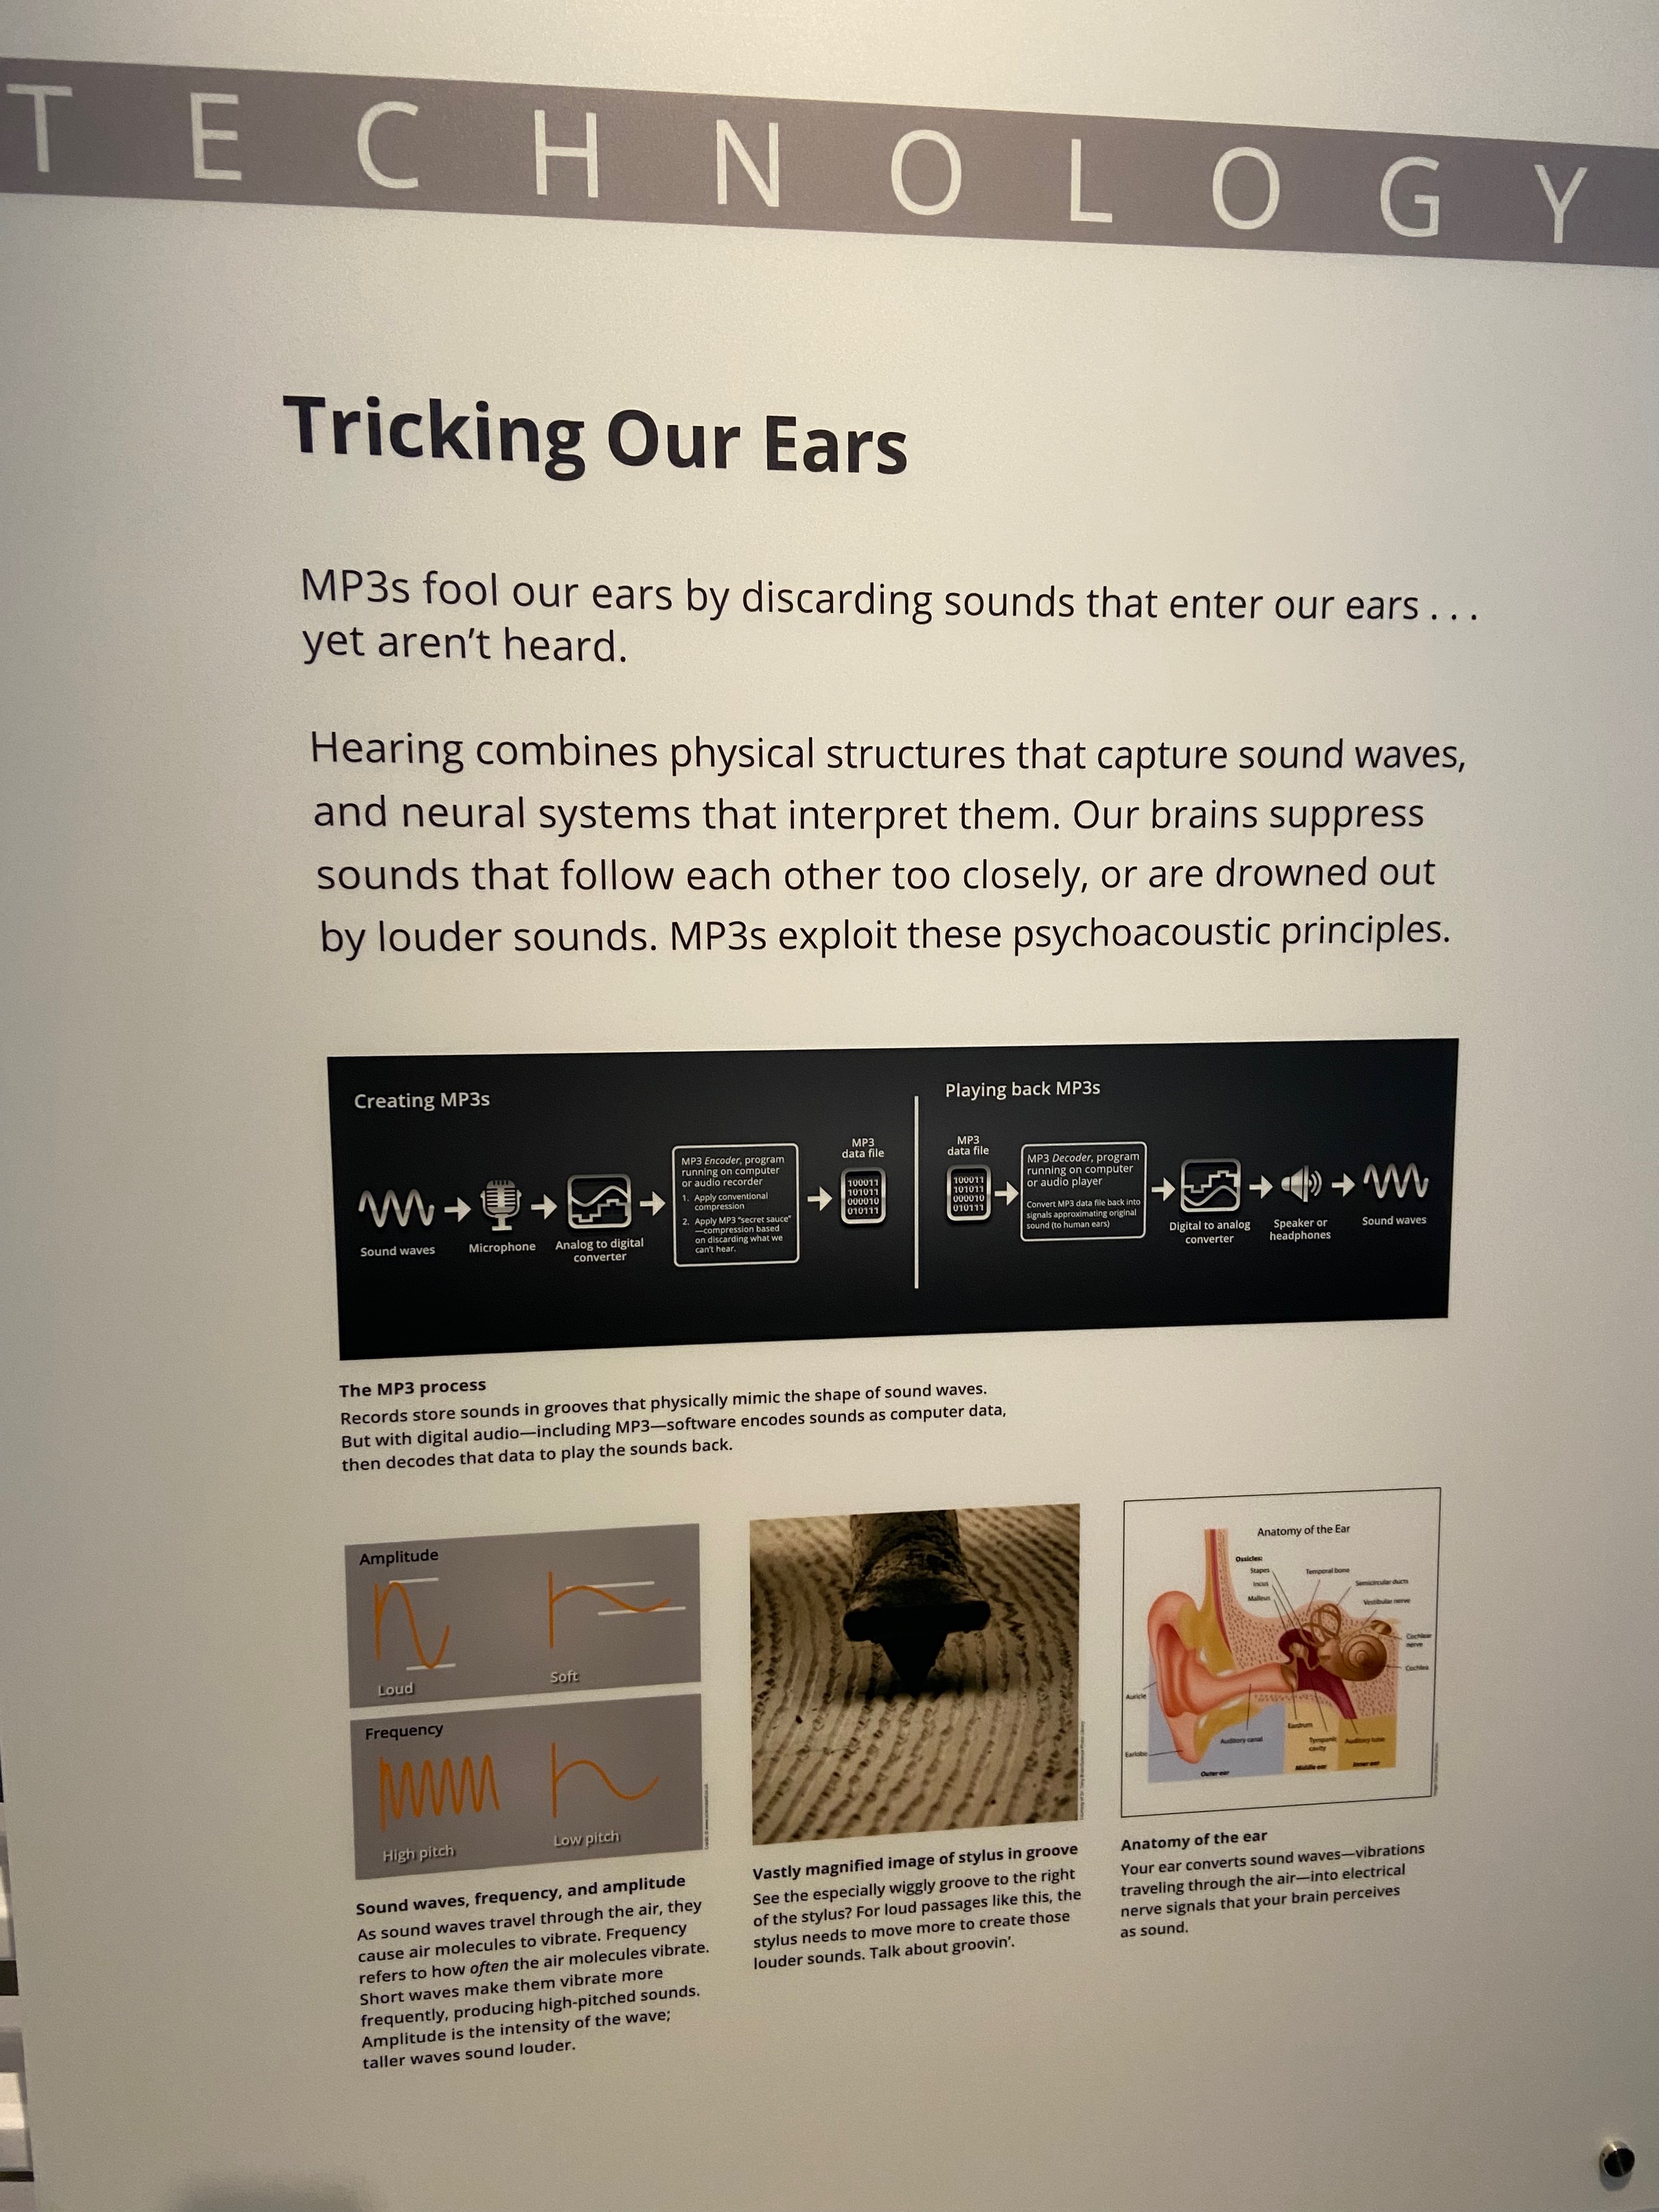 TECHNOLOGY
Tricking Our Ears
MP3s fool our ears by discarding sounds that enter our ears . . .
yet aren’t heard.
Hearing combines physical structures that capture sound waves,
and neural systems that interpret them. Our brains suppress
sounds that follow each other too closely, or are drowned out
by louder sounds. MP3s exploit these psychoacoustic principles.
Creating MP3s
Sound waves
Microphone
Analog to digital
converter
MP3 Encoder, program
running on computer
or audio recorder
1. Apply conventional
compression
2. Apply MP3 “secret sauce”
—compression based
on discarding what we
can’t hear.
MP3
data file
100011
101011
000010
010111
Playing back MP3s
MP3
data file
100011
101011
000010
010111
MP3 Decoder, program
running on computer
or audio player
Convert MP3 data file back into
signals approximating original
sound (to human ears)
Digital to analog
converter
Speaker or
headphones
Sound waves
The MP3 process
Records store sounds in grooves that physically mimic the shape of sound waves.
But with digital audio—including MP3—software encodes sounds as computer data,
then decodes that data to play the sounds back.
Amplitude
Loud
Soft
Frequency
High pitch
Low pitch
Sound waves, frequency, and amplitude
As sound waves travel through the air, they
cause air molecules to vibrate. Frequency
refers to how often the air molecules vibrate.
Short waves make them vibrate more
frequently, producing high-pitched sounds.
Amplitude is the intensity of the wave;
taller waves sound louder.
Vastly magnified image of stylus in groove
See the especially wiggly groove to the right
of the stylus? For loud passages like this, the
stylus needs to move more to create those
louder sounds. Talk about groovin’.
Anatomy of the Ear
Ossicles:
Stapes
Incus
Malleus
Temporal bone
Semicircular ducts
Vestibular nerve
Cochlear
nerve
Cochlea
Auricle
Earlobe
Auditory canal
Eardrum
Tympanic
cavity
Auditory tube
Outer ear
Middle ear
Inner ear
Anatomy of the ear
Your ear converts sound waves—vibrations
traveling through the air—into electrical
nerve signals that your brain perceives
as sound.